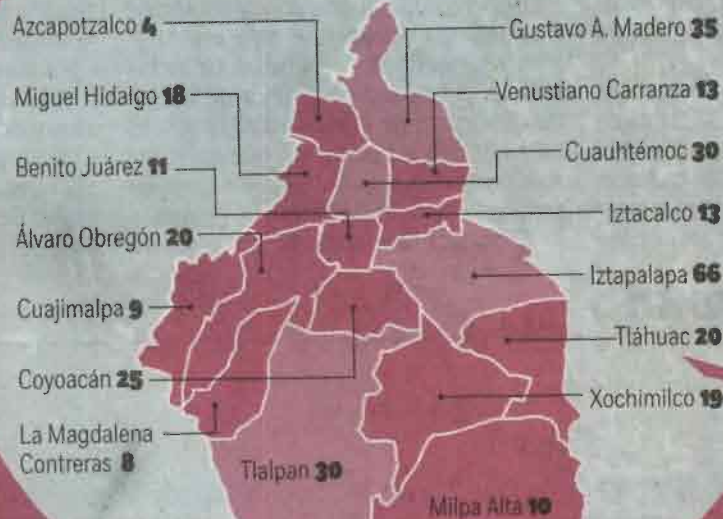 Azcapotzalco 4
Miguel Hidalgo 18
Benito Juárez 11
Álvaro Obregón 20
Cuajimalpa 9
Coyoacán 25
La Magdalena
Contreras 8
Tlalpan 30
Gustavo A. Madero 35
Venustiano Carranza 13
Cuauhtémoc 30
Iztacalco 13
Iztapalapa 66
Tláhuac 20
Xochimilco 19
Milpa Alta 10